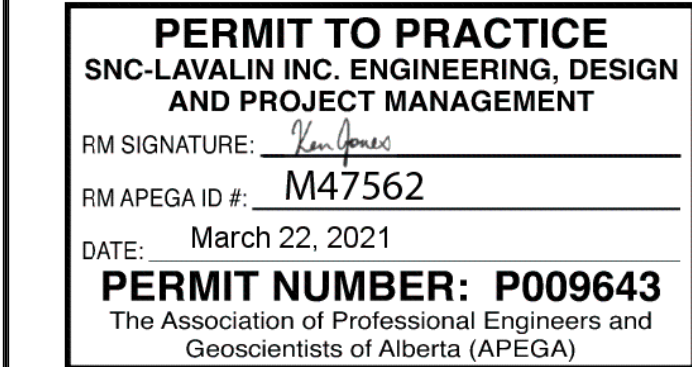 PERMIT TO PRACTICE
SNC-LAVALIN INC. ENGINEERING, DESIGN
AND PROJECT MANAGEMENT
RM SIGNATURE: Ken Jones
RM APEGA ID #: M47562
DATE: March 22, 2021
PERMIT NUMBER: P009643
The Association of Professional Engineers and
Geoscientists of Alberta (APEGA)